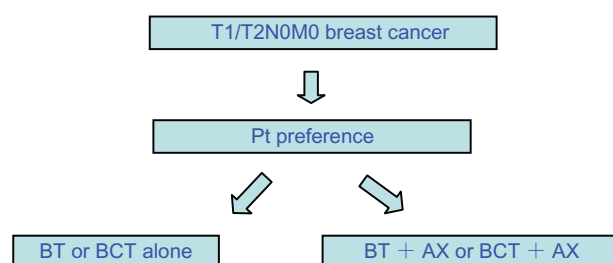 T1/T2N0M0 breast cancer
Pt preference
BT or BCT alone
BT + AX or BCT + AX